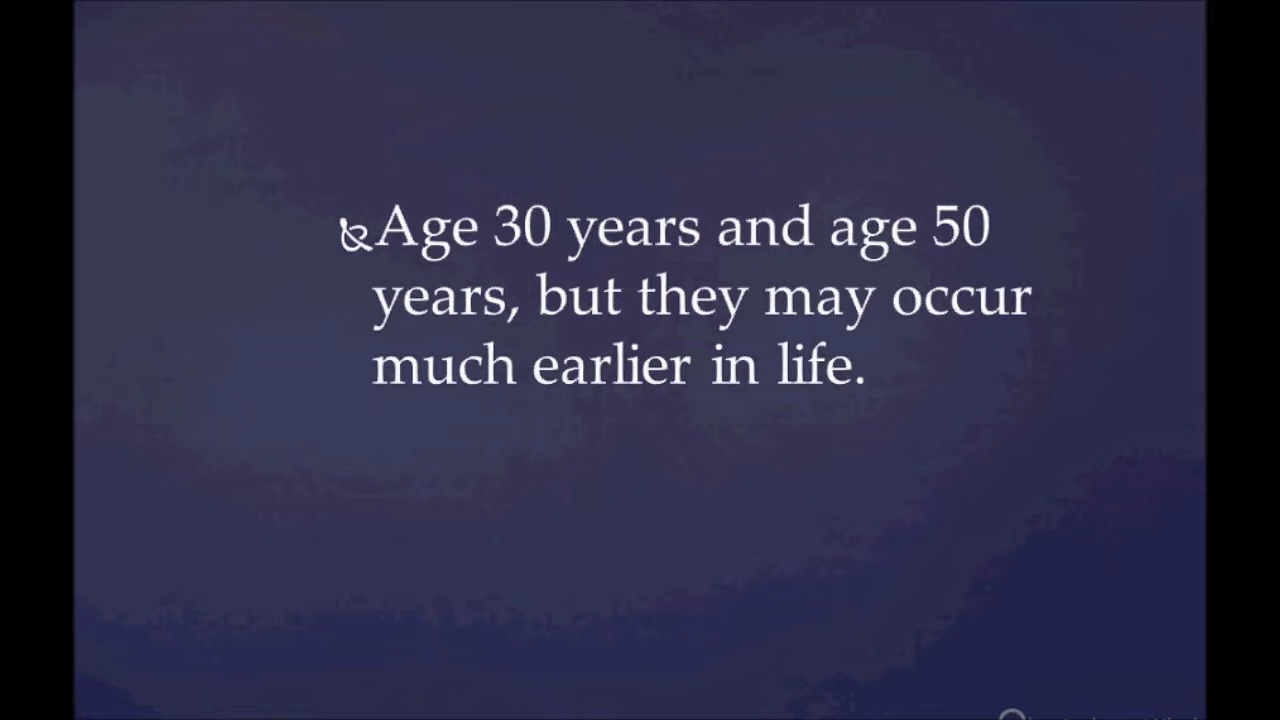 Age 30 years and age 50
years, but they may occur
much earlier in life.